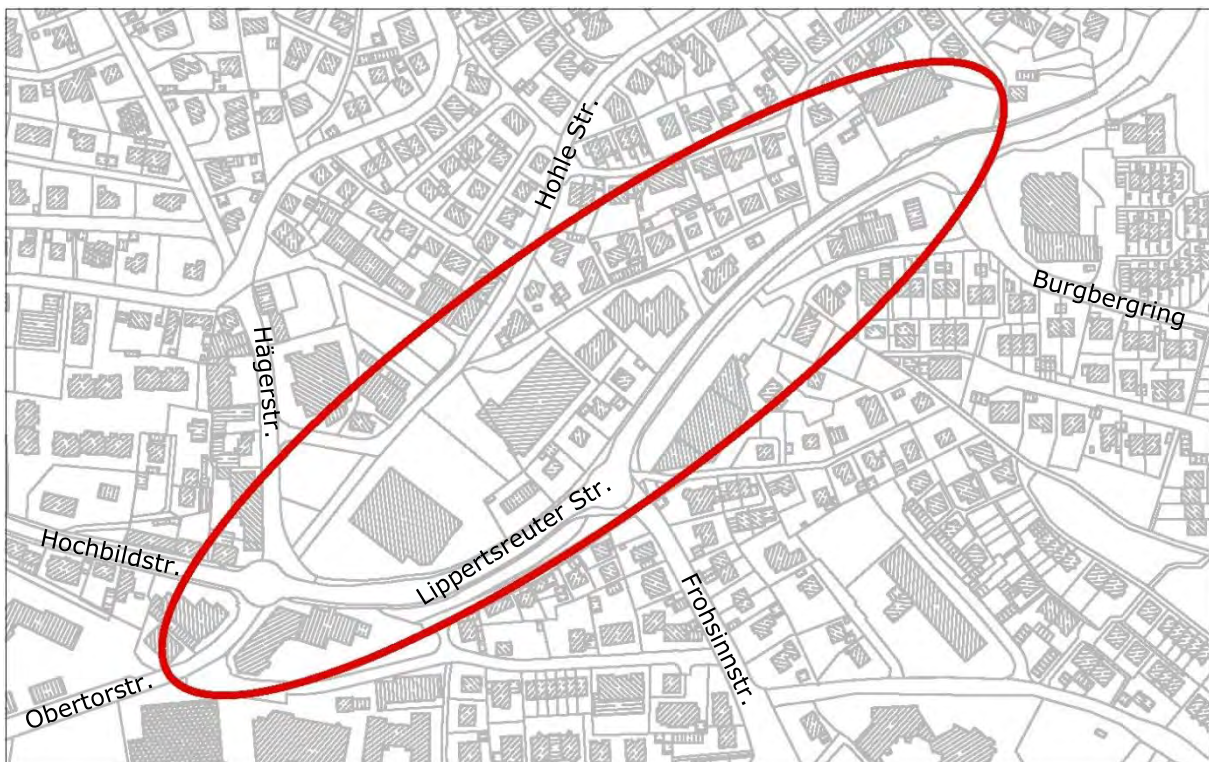 Hohle Str.
Burgbergring
Hägerstr.
Lippertsreuter Str.
Hochbildstr.
Frohsinnstr.
Obertorstr.